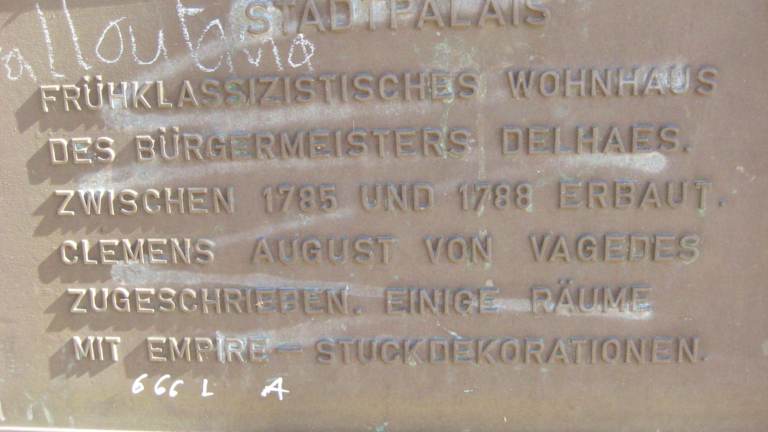 STADTPALAIS
FRÜHKLASSIZISTISCHES WOHNHAUS
DES BÜRGERMEISTERS DELHAES.
ZWISCHEN 1785 UND 1788 ERBAUT.
CLEMENS AUGUST VON VAGEDES
ZUGESCHRIEBEN. EINIGE RÄUME
MIT EMPIRE - STUCKDEKORATIONEN.
666 L A